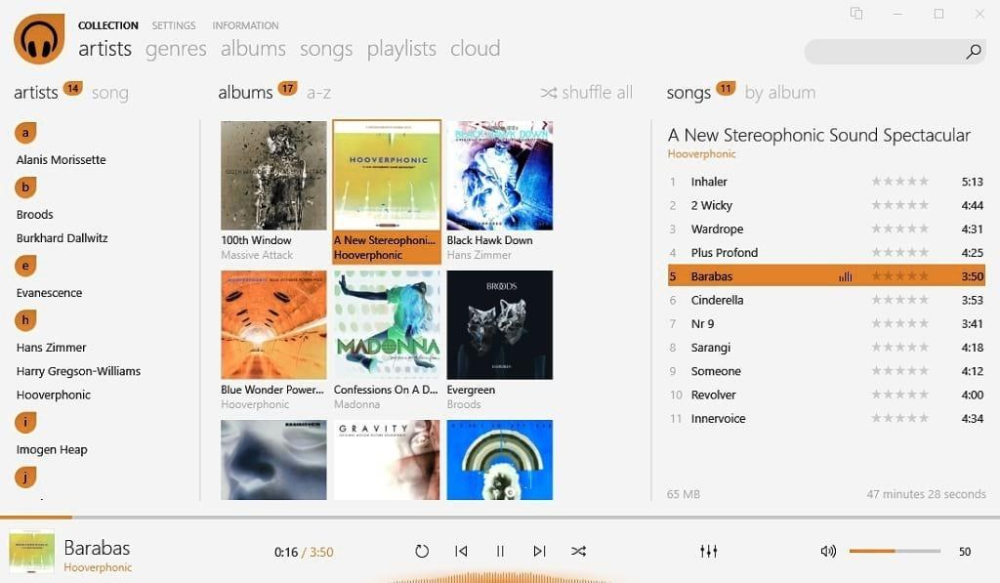 COLLECTION SETTINGS INFORMATION
artists genres albums songs playlists cloud
artists 14 song
albums 17 a-z shuffle all
songs 11 by album
a
Alanis Morissette
b
Broods
Burkhard Dallwitz
e
Evanescence
h
Hans Zimmer
Harry Gregson-Williams
Hooverphonic
i
Imogen Heap
j
HOOVERPHONIC
BLACK HAWK DOWN
100th Window
Massive Attack
A New Stereophoni...
Hooverphonic
Black Hawk Down
Hans Zimmer
MADONNA
BROODS
EVERGREEN
Blue Wonder Power...
Hooverphonic
Confessions On A D...
Madonna
Evergreen
Broods
RAMMSTEIN
GRAVITY
A New Stereophonic Sound Spectacular
Hooverphonic
1 Inhaler 5:13
2 2 Wicky 4:44
3 Wardrope 4:31
4 Plus Profond 4:25
5 Barabas 3:50
6 Cinderella 3:53
7 Nr 9 3:41
8 Sarangi 4:18
9 Someone 4:12
10 Revolver 4:00
11 Innervoice 4:34
65 MB 47 minutes 28 seconds
Barabas
Hooverphonic
0:16 / 3:50
50